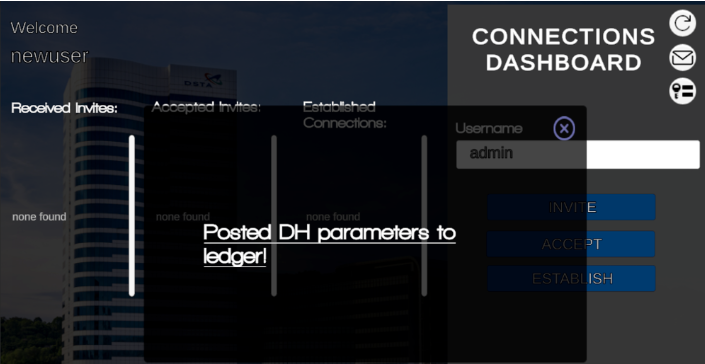 Welcome
newuser
CONNECTIONS
DASHBOARD
DSTA
Received Invites:
Accepted Invites:
Established
Connections:
Username
admin
none found
none found
none found
Posted DH parameters to
ledger!
INVITE
ACCEPT
ESTABLISH